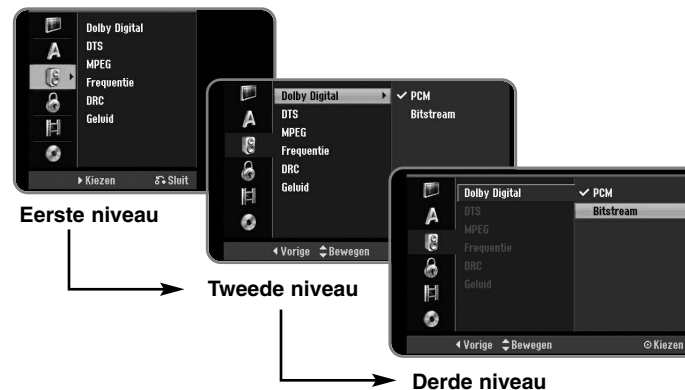 Dolby Digital
DTS
MPEG
Frequentie
DRC
Geluid
Kiezen Sluit
Eerste niveau
Dolby Digital ✓ PCM
DTS Bitstream
MPEG
Frequentie
DRC
Geluid
Vorige Bewegen
Tweede niveau
Dolby Digital ✓ PCM
DTS Bitstream
MPEG
Frequentie
DRC
Geluid
Vorige Bewegen Kiezen
Derde niveau